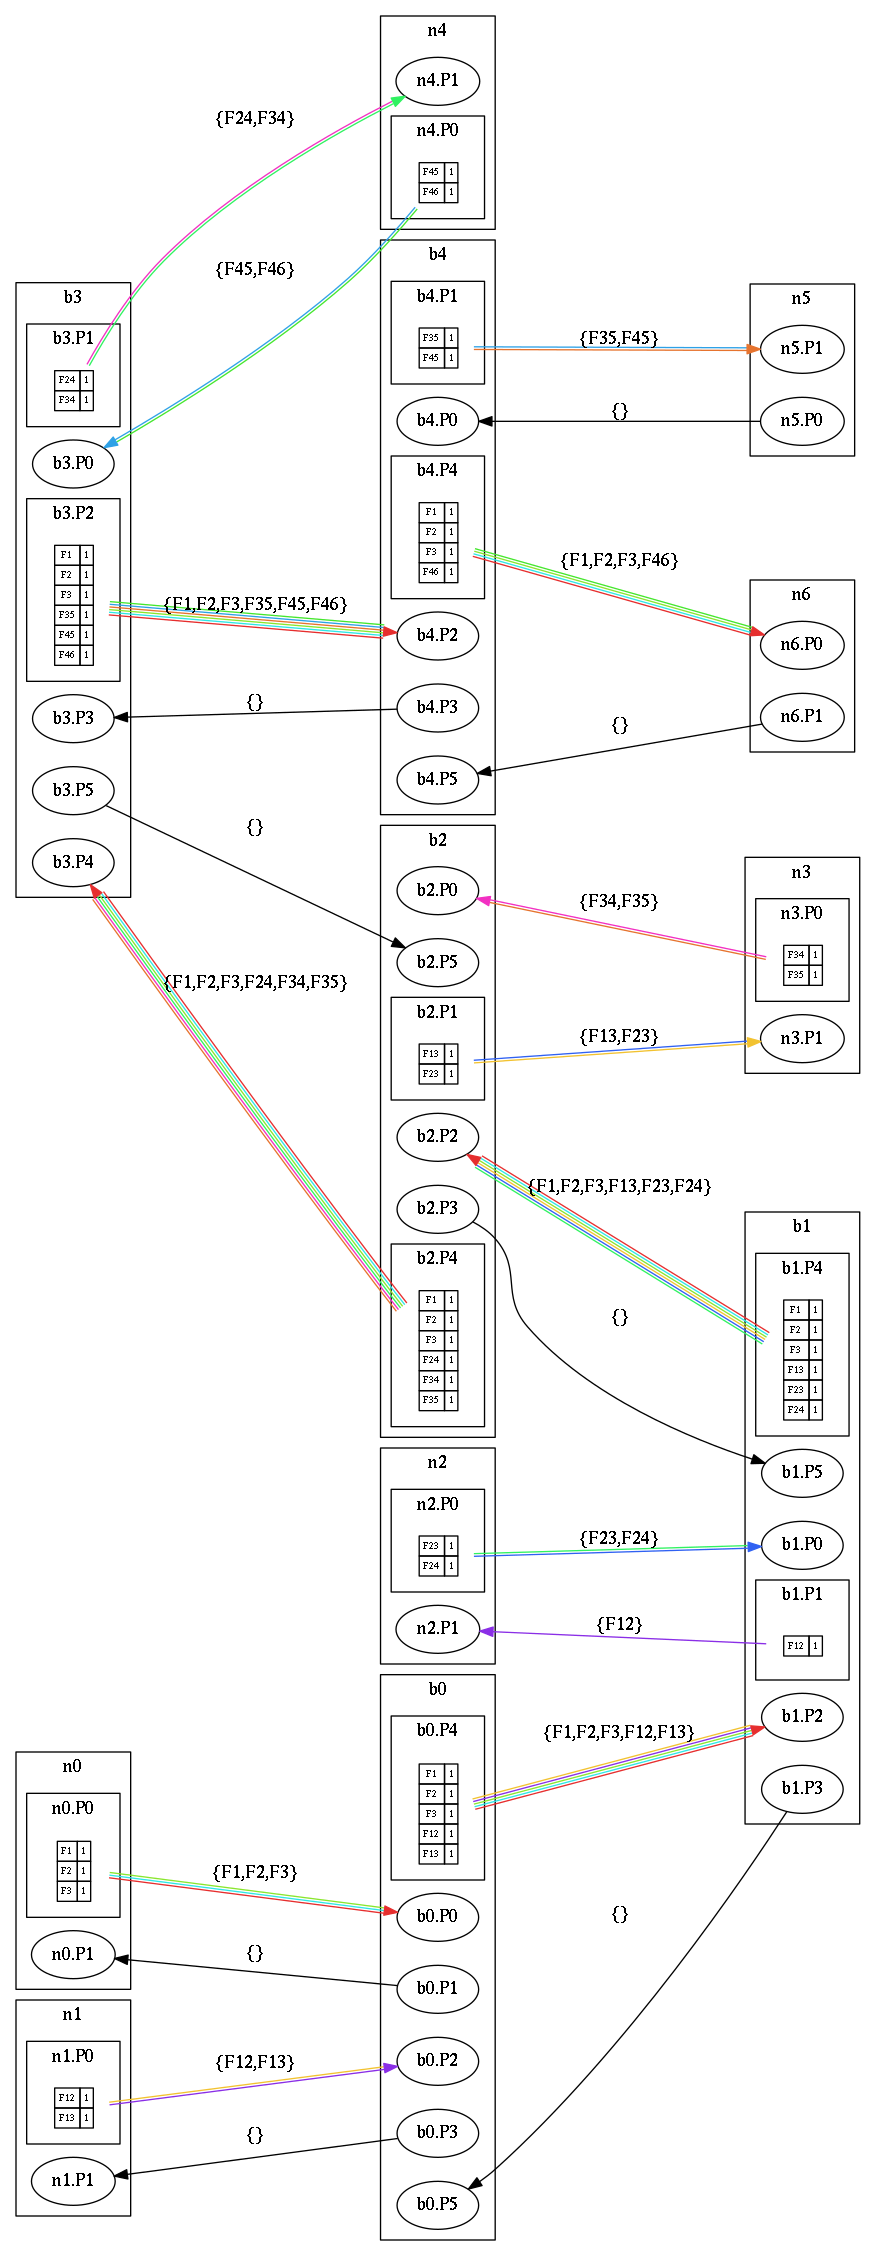 n4
n4.P1
{F24,F34}
n4.P0
F45 1
F46 1
{F45,F46}
b3
b3.P1
F24 1
F34 1
b3.P0
b3.P2
F1 1
F2 1
F3 1
F35 1
F45 1
F46 1
{F1,F2,F3,F35,F45,F46}
b3.P3
{}
b3.P5
{}
b3.P4
{F1,F2,F3,F24,F34,F35}
b4
b4.P1
F35 1
F45 1
{F35,F45}
b4.P0
{}
b4.P4
F1 1
F2 1
F3 1
F46 1
{F1,F2,F3,F46}
b4.P2
b4.P3
{}
b4.P5
n5
n5.P1
n5.P0
n6
n6.P0
n6.P1
b2
b2.P0
{F34,F35}
b2.P5
b2.P1
F13 1
F23 1
{F13,F23}
b2.P2
{F1,F2,F3,F13,F23,F24}
b2.P3
{}
b2.P4
F1 1
F2 1
F3 1
F24 1
F34 1
F35 1
n3
n3.P0
F34 1
F35 1
n3.P1
b1
b1.P4
F1 1
F2 1
F3 1
F13 1
F23 1
F24 1
b1.P5
b1.P0
b1.P1
F12 1
b1.P2
b1.P3
n2
n2.P0
F23 1
F24 1
{F23,F24}
n2.P1
{F12}
b0
b0.P4
F1 1
F2 1
F3 1
F12 1
F13 1
{F1,F2,F3,F12,F13}
b0.P0
b0.P1
b0.P2
b0.P3
b0.P5
{}
n0
n0.P0
F1 1
F2 1
F3 1
{F1,F2,F3}
n0.P1
{}
n1
n1.P0
F12 1
F13 1
{F12,F13}
n1.P1
{}